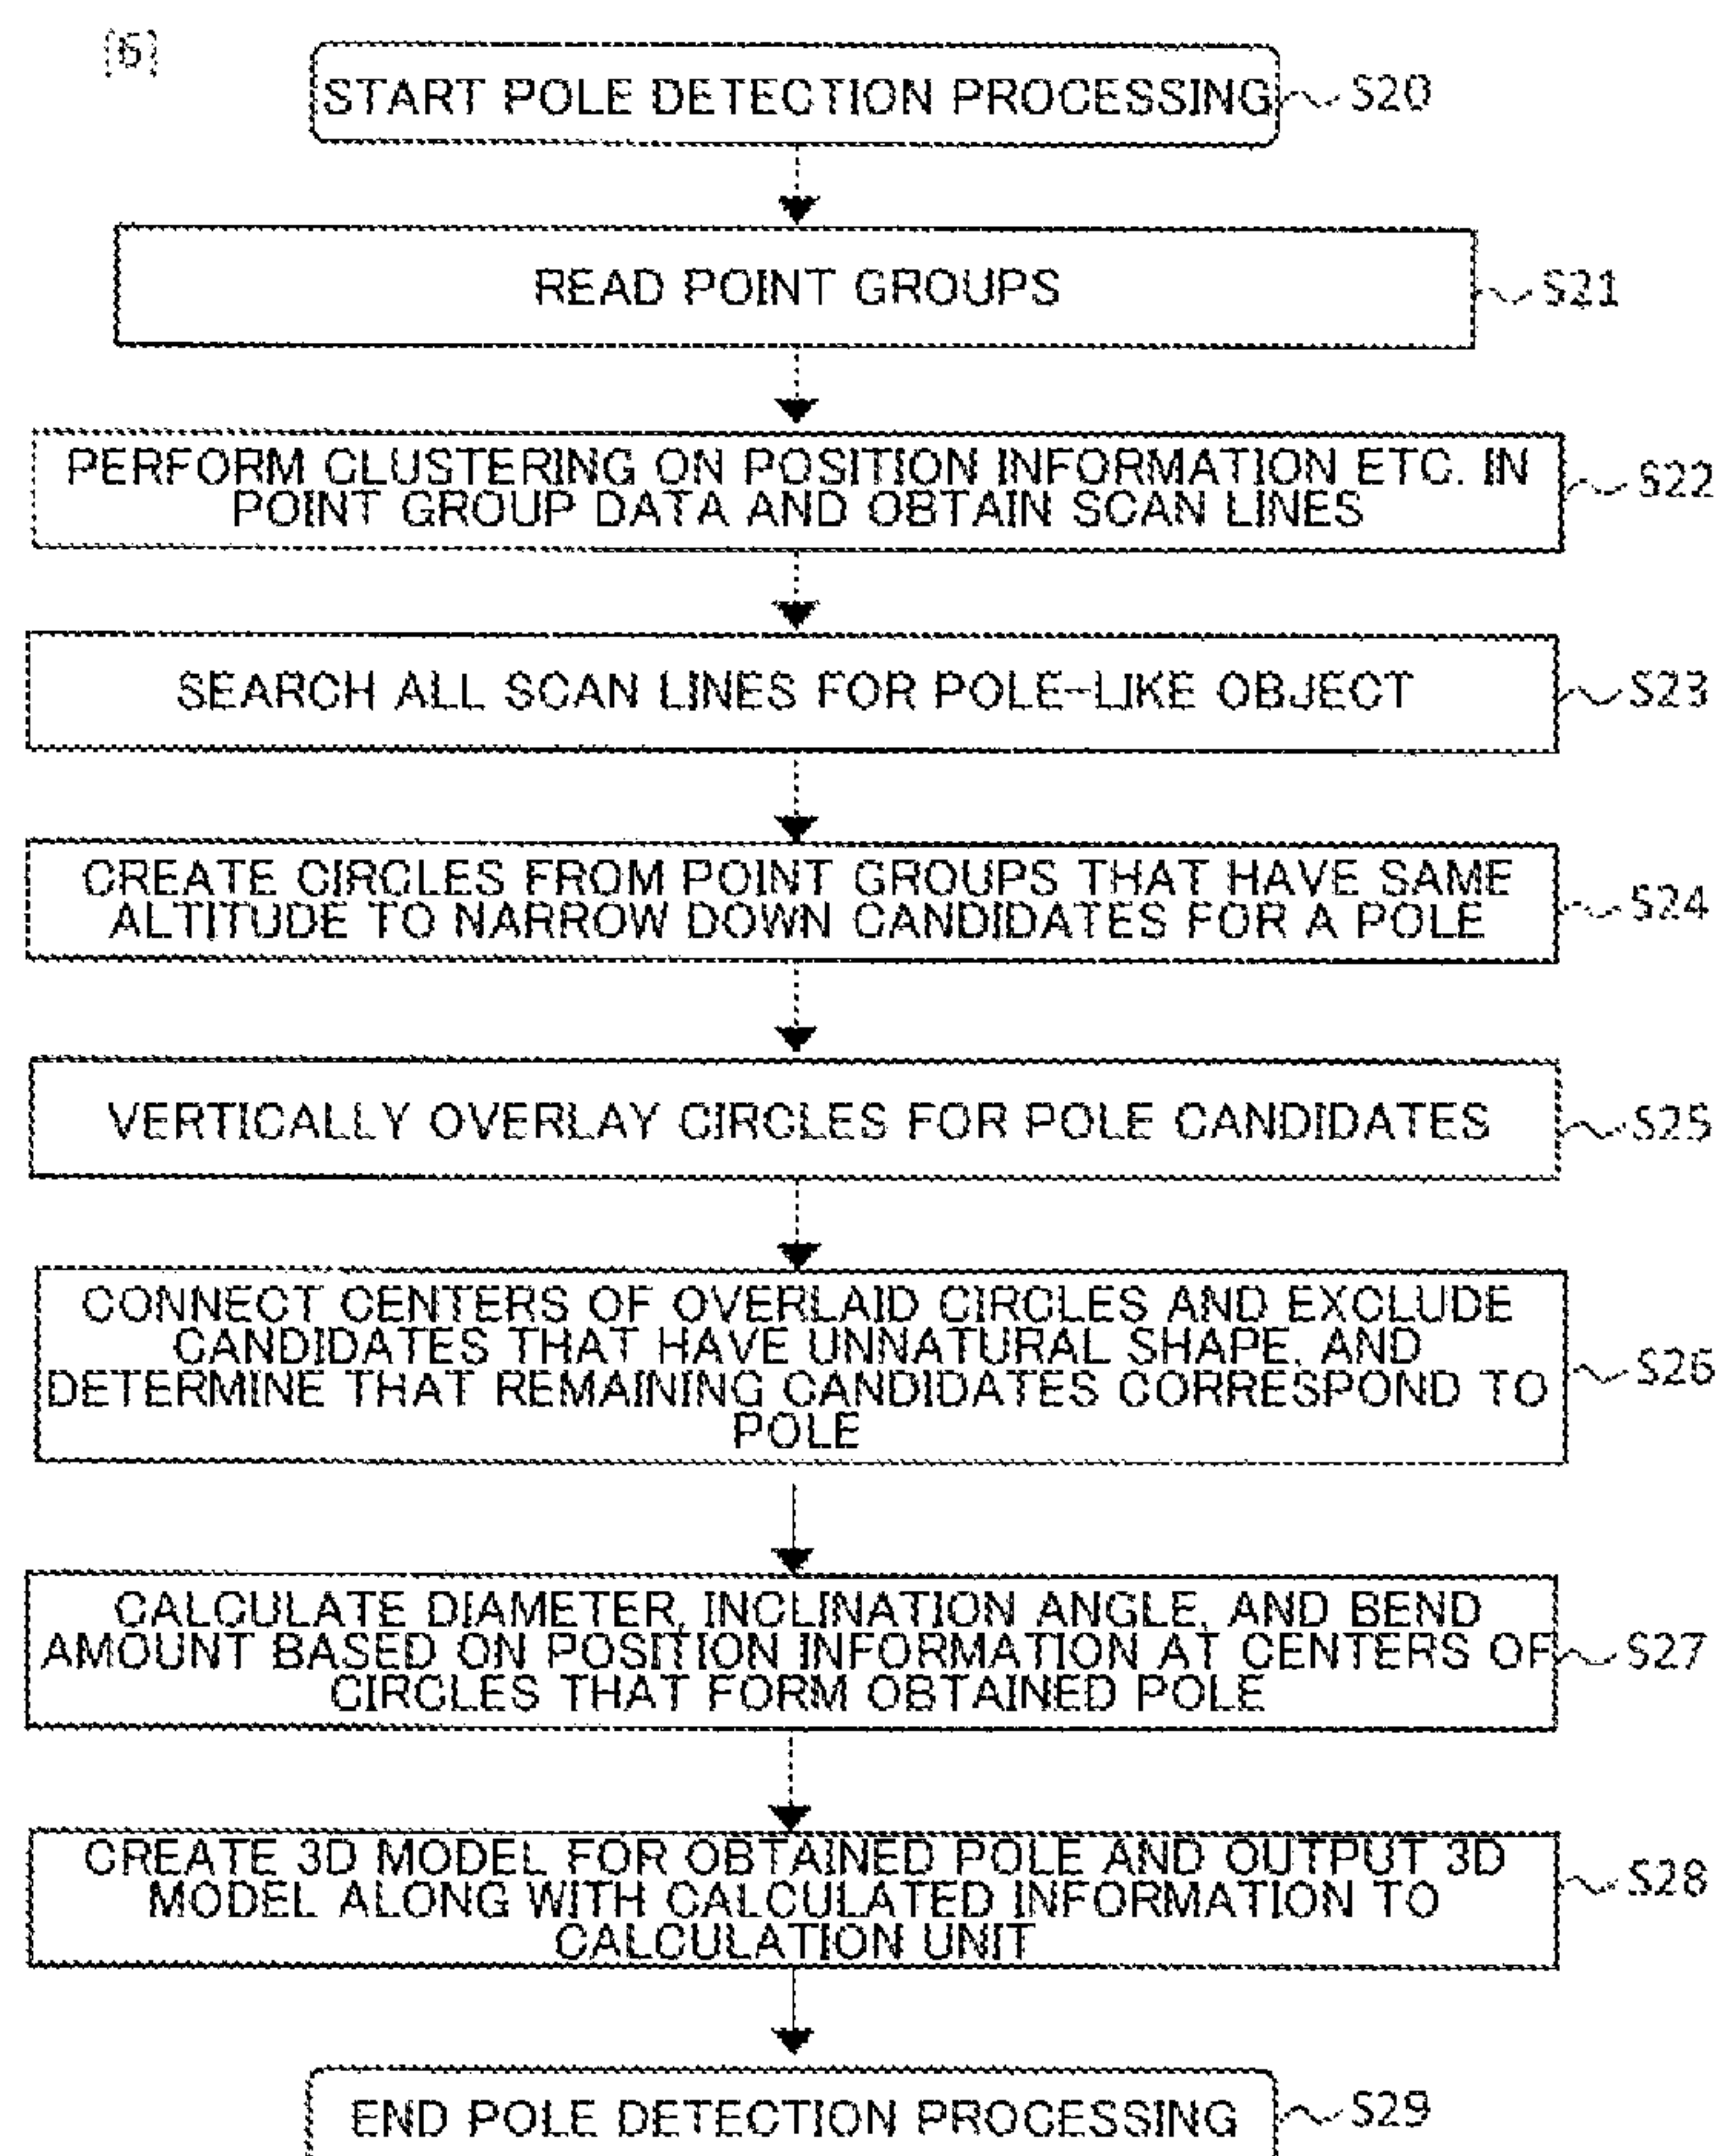 [6]
START POLE DETECTION PROCESSING
S20
READ POINT GROUPS
S21
PERFORM CLUSTERING ON POSITION INFORMATION ETC. IN
POINT GROUP DATA AND OBTAIN SCAN LINES
S22
SEARCH ALL SCAN LINES FOR POLE-LIKE OBJECT
S23
CREATE CIRCLES FROM POINT GROUPS THAT HAVE SAME
ALTITUDE TO NARROW DOWN CANDIDATES FOR A POLE
S24
VERTICALLY OVERLAY CIRCLES FOR POLE CANDIDATES
S25
CONNECT CENTERS OF OVERLAID CIRCLES AND EXCLUDE
CANDIDATES THAT HAVE UNNATURAL SHAPE, AND
DETERMINE THAT REMAINING CANDIDATES CORRESPOND TO
POLE
S26
CALCULATE DIAMETER, INCLINATION ANGLE, AND BEND
AMOUNT BASED ON POSITION INFORMATION AT CENTERS OF
CIRCLES THAT FORM OBTAINED POLE
S27
CREATE 3D MODEL FOR OBTAINED POLE AND OUTPUT 3D
MODEL ALONG WITH CALCULATED INFORMATION TO
CALCULATION UNIT
S28
END POLE DETECTION PROCESSING
S29